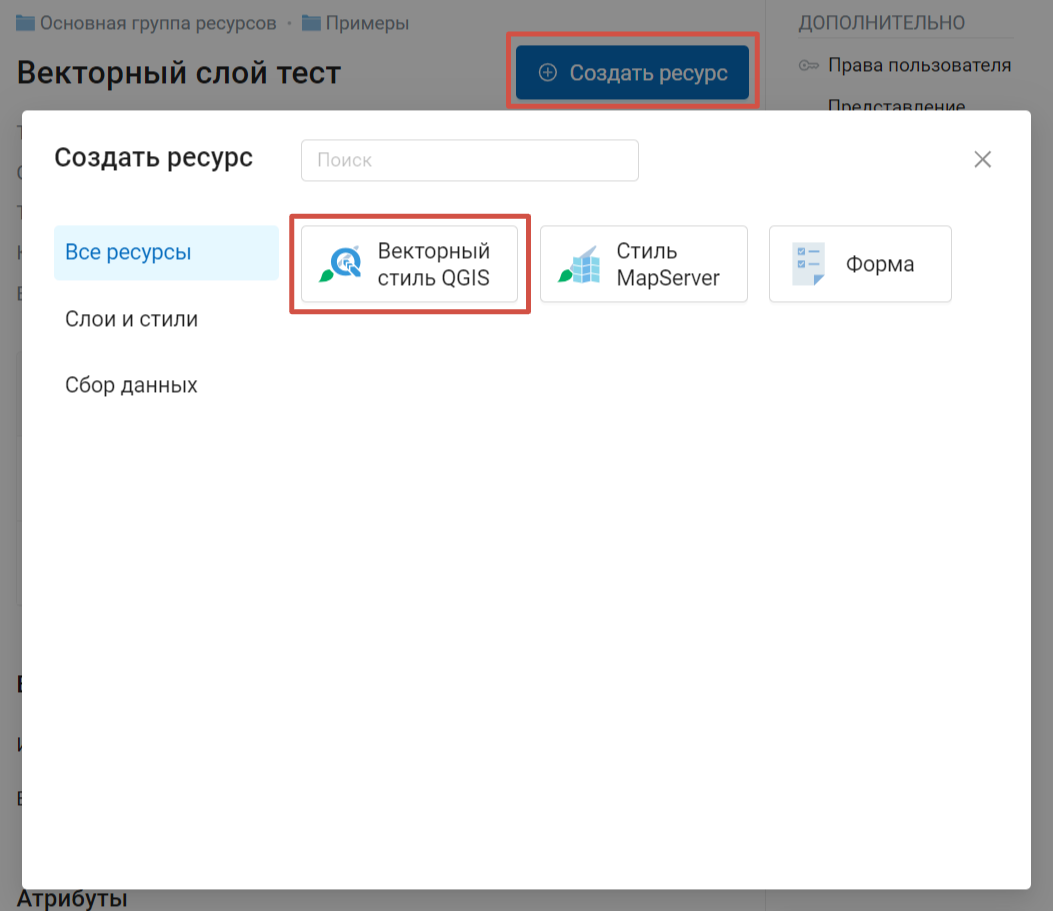 Основная группа ресурсов • Примеры
Векторный слой тест
Создать ресурс
ДОПОЛНИТЕЛЬНО
Права пользователя
Представление
Создать ресурс
Поиск
Все ресурсы
Слои и стили
Сбор данных
Векторный
стиль QGIS
Стиль
MapServer
Форма
Атрибуты